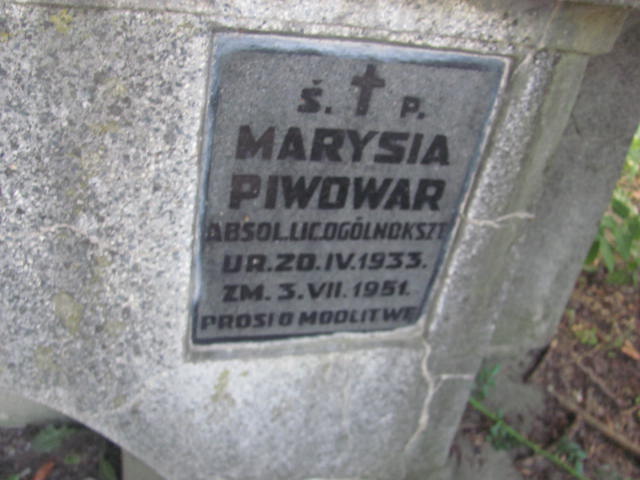 Ś. P.
MARYSIA
PIWOWAR
ABSOL.LIC.OGÓLNOKSZT
UR.20.IV.1933.
ZM. 3.VII.1951.
PROSI O MODLITWĘ